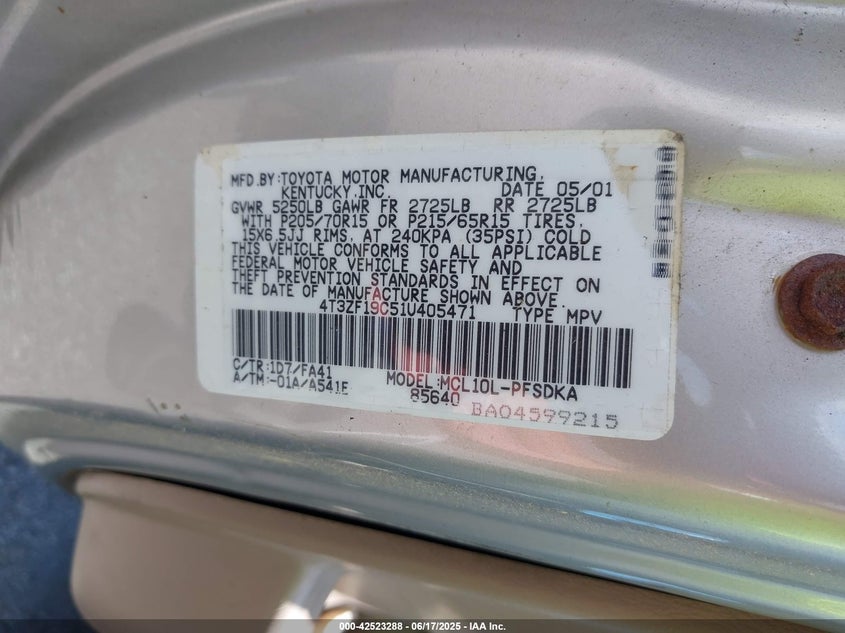 MFD.BY:TOYOTA MOTOR MANUFACTURING,
KENTUCKY,INC. DATE 05/01
GVWR 5250LB GAWR FR 2725LB RR 2725LB
WITH P205/70R15 OR P215/65R15 TIRES,
15X6.5JJ RIMS, AT 240KPA (35PSI) COLD
THIS VEHICLE CONFORMS TO ALL APPLICABLE
FEDERAL MOTOR VEHICLE SAFETY AND
THEFT PREVENTION STANDARDS IN EFFECT ON
THE DATE OF MANUFACTURE SHOWN ABOVE.
4T3ZF19C51U405471 TYPE MPV
C/TR:1D7/FA41 MODEL:MCL10L-PFSDKA
A/TM:-01A/A541E 85640
BA04599215
000-42523288 - 06/17/2025 - IAA Inc.